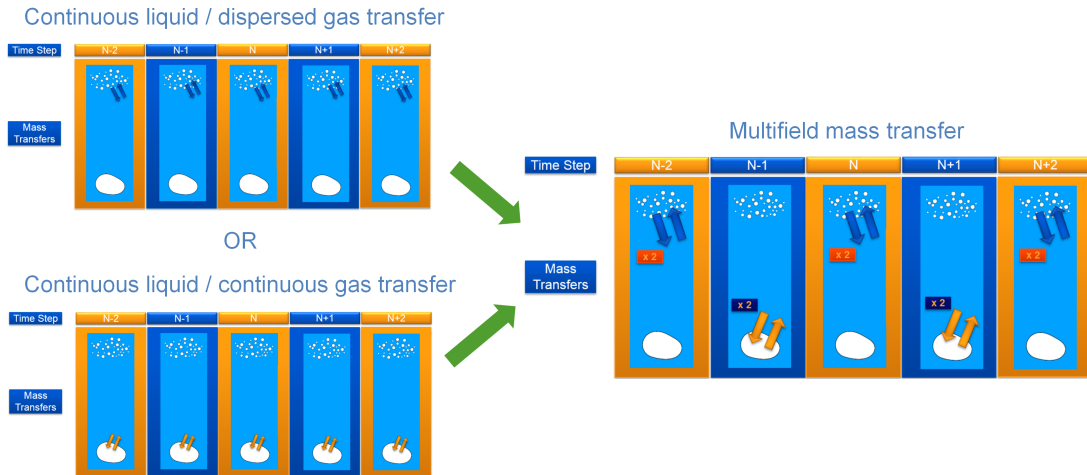 Continuous liquid / dispersed gas transfer
Time Step N-2 N-1 N N+1 N+2
Mass
Transfers
OR
Continuous liquid / continuous gas transfer
Time Step N-2 N-1 N N+1 N+2
Mass
Transfers
Multifield mass transfer
Time Step N-2 N-1 N N+1 N+2
x 2 x 2 x 2
Mass
Transfers
x 2 x 2